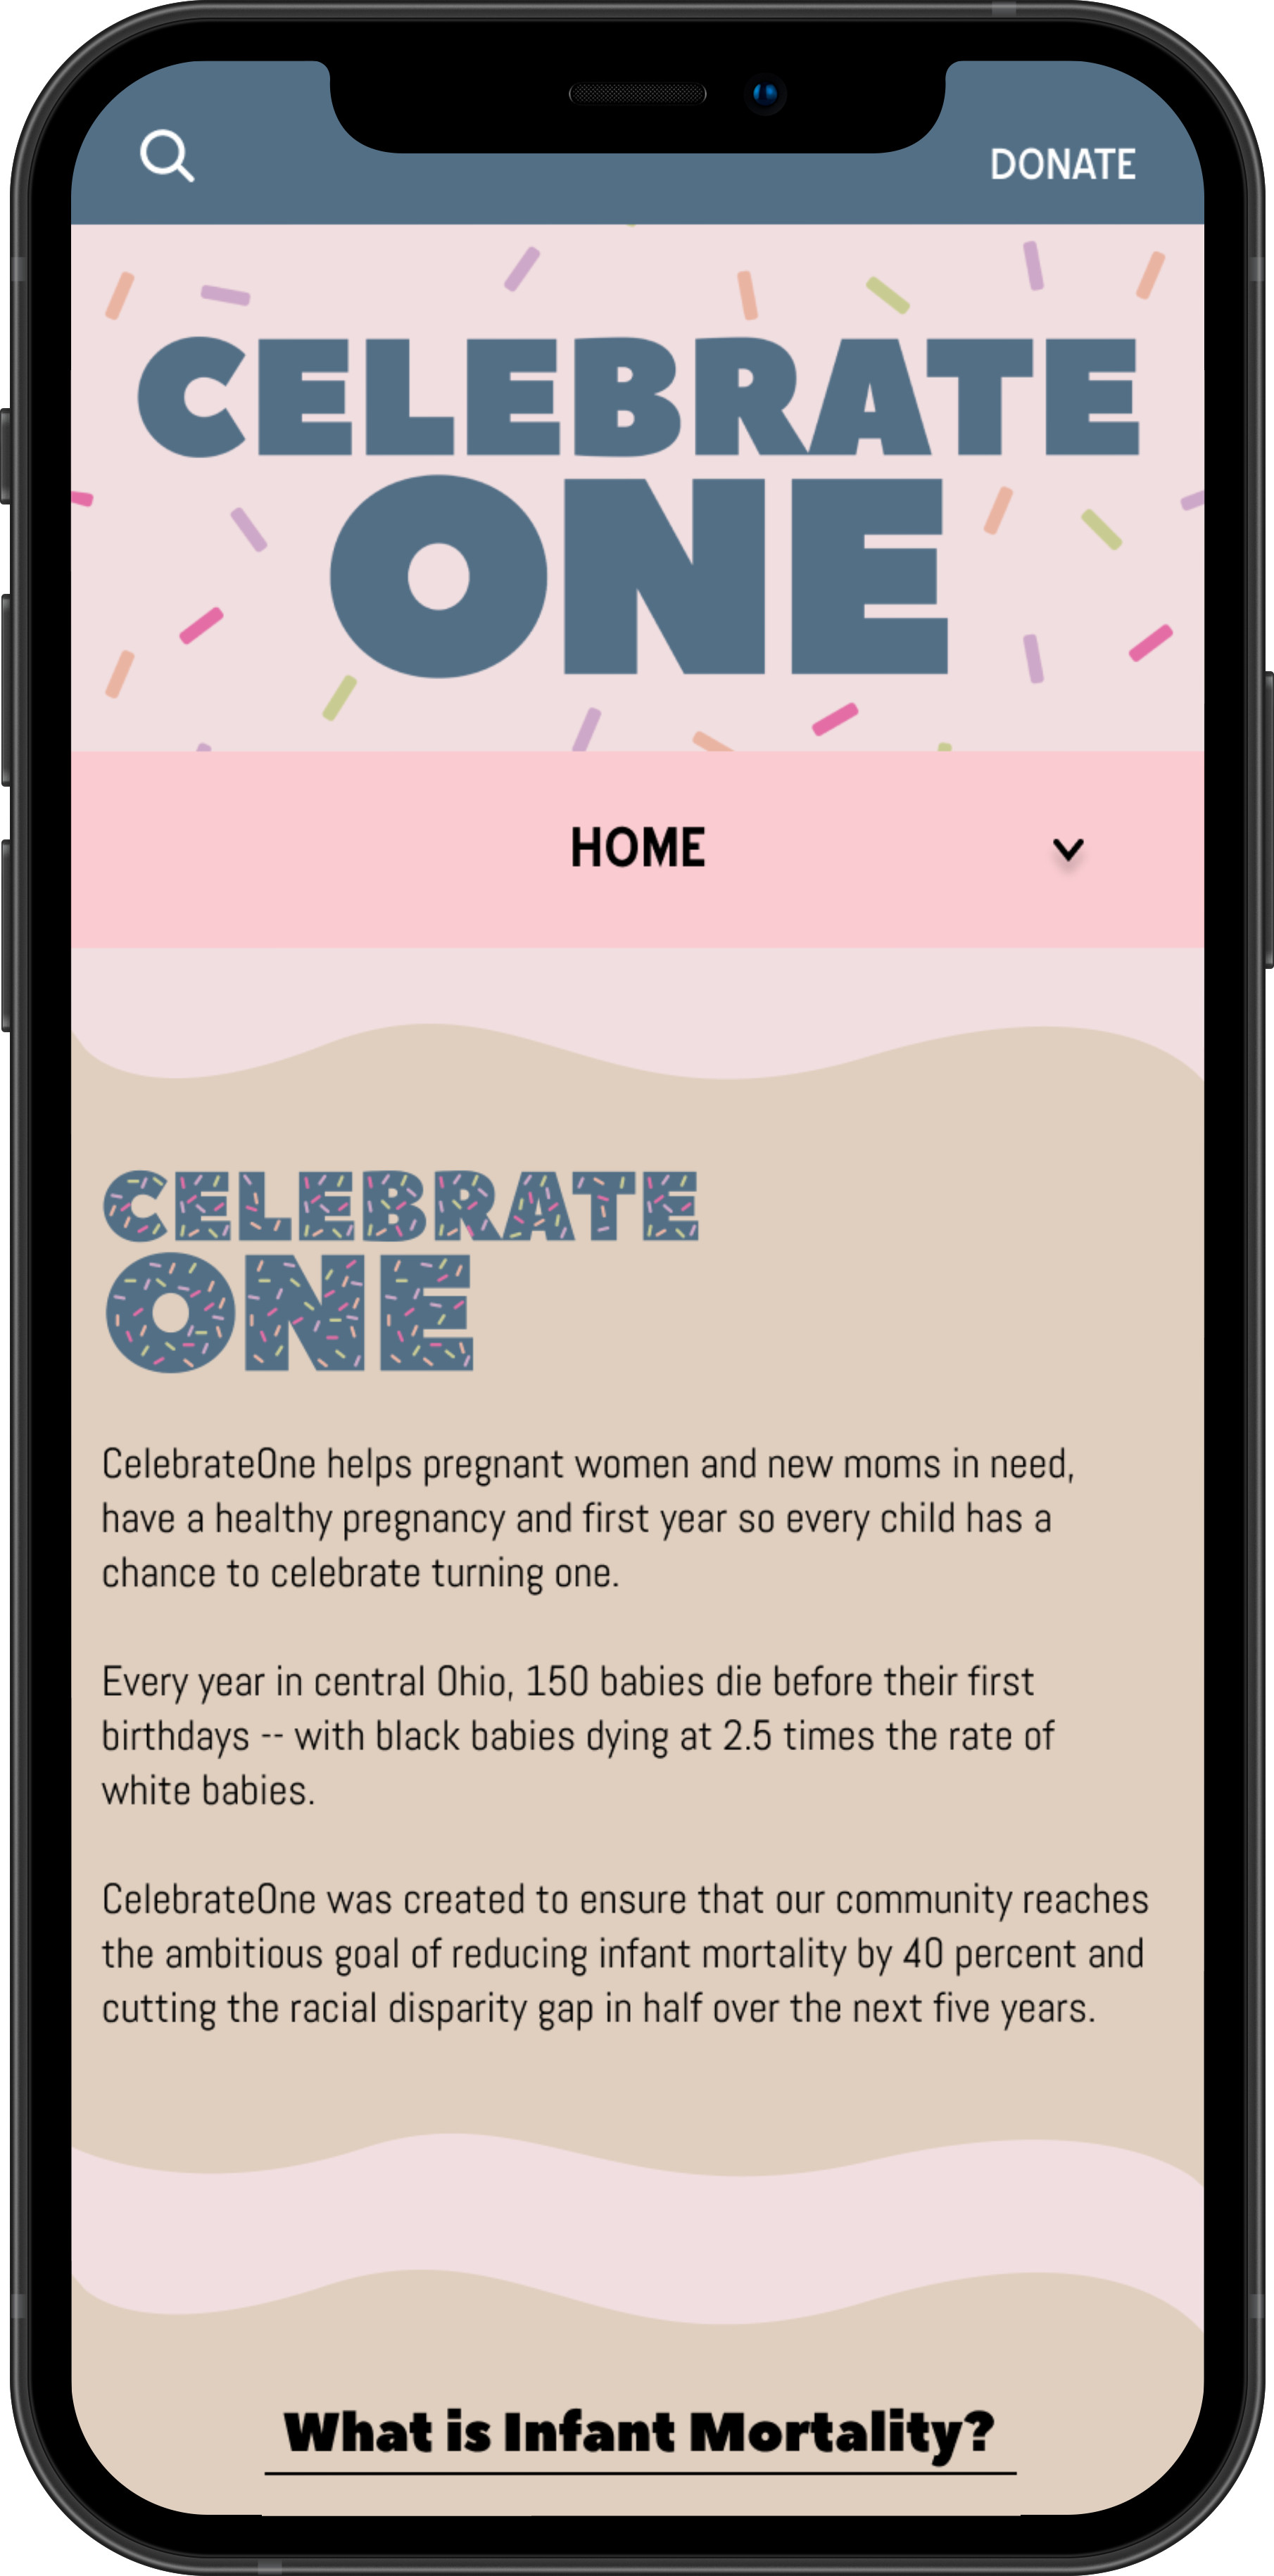 DONATE
CELEBRATE
ONE
HOME
CELEBRATE
ONE
CelebrateOne helps pregnant women and new moms in need,
have a healthy pregnancy and first year so every child has a
chance to celebrate turning one.
Every year in central Ohio, 150 babies die before their first
birthdays -- with black babies dying at 2.5 times the rate of
white babies.
CelebrateOne was created to ensure that our community reaches
the ambitious goal of reducing infant mortality by 40 percent and
cutting the racial disparity gap in half over the next five years.
What is Infant Mortality?